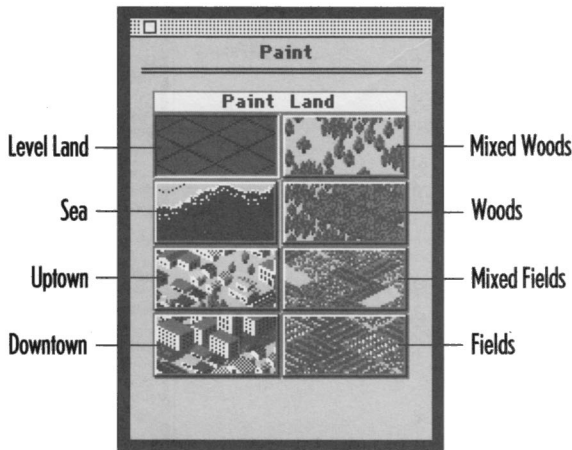 Paint
Paint Land
Level Land
Mixed Woods
Sea
Woods
Uptown
Mixed Fields
Downtown
Fields